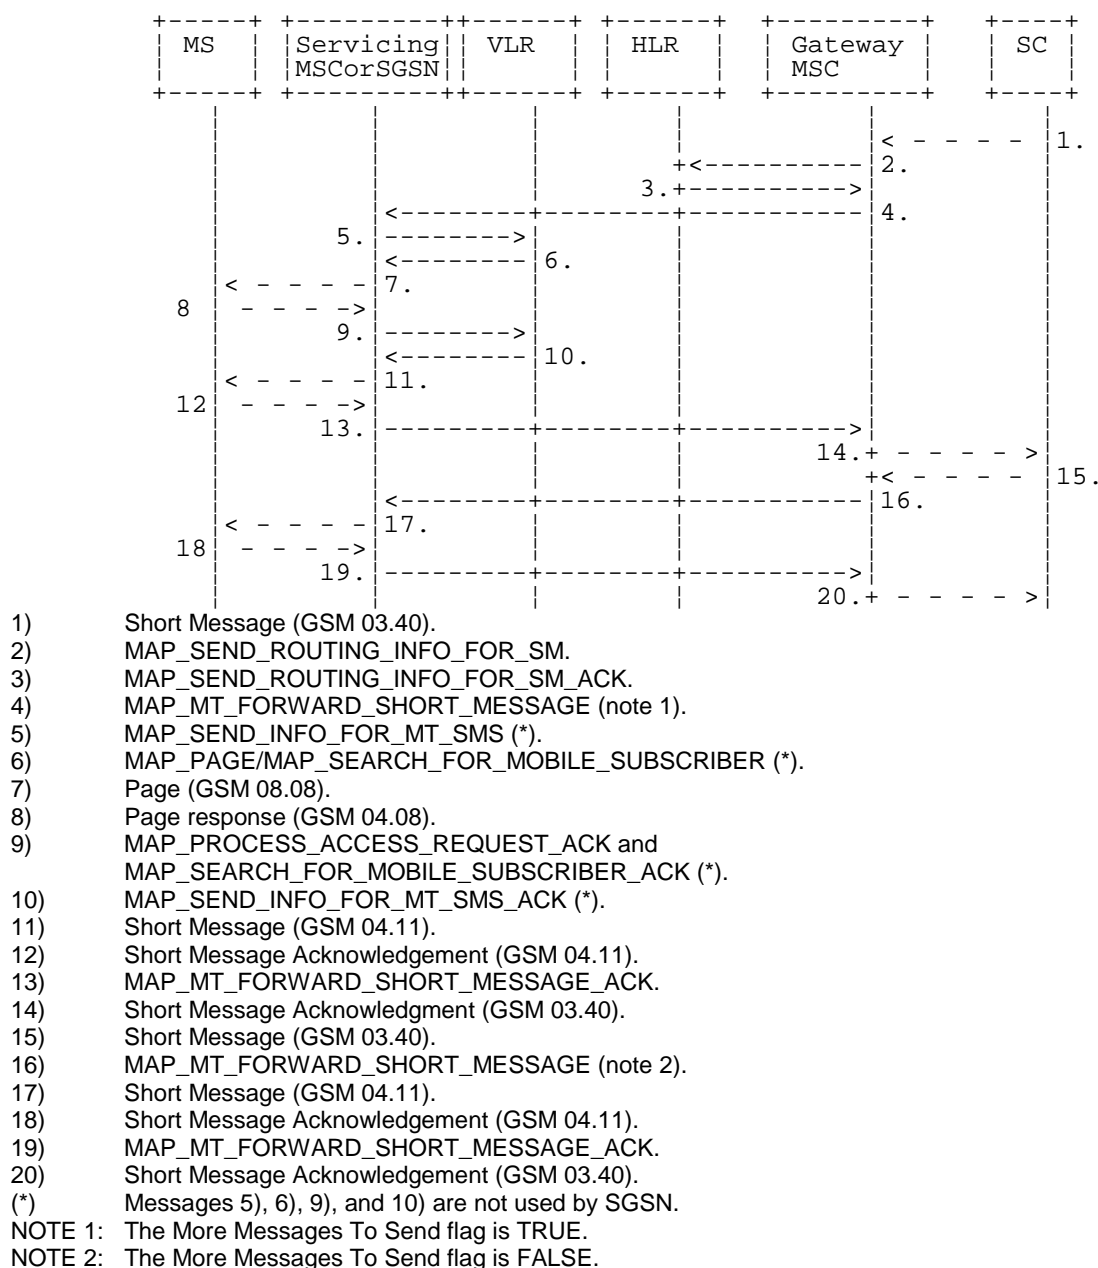 +-----+ +---------++------+ +------+ +---------+ +----+
¦ MS ¦ ¦Servicing¦¦ VLR ¦ ¦ HLR ¦ ¦ Gateway ¦ ¦ SC ¦
¦ ¦ ¦MSCorSGSN¦¦ ¦ ¦ ¦ ¦ MSC ¦ ¦ ¦
+-----+ +---------++------+ +------+ +---------+ +----+
¦< - - - - ¦1.
+<----------¦2.
3.+---------->¦
¦<--------+--------+-----------¦4.
5.¦-------->¦
¦<--------¦6.
¦< - - - -¦7.
8 ¦ - - - ->¦
9.¦-------->¦
¦<--------¦10.
¦< - - - -¦11.
12¦ - - - ->¦
13.¦---------+--------+---------->¦
14.+ - - - - >¦
+< - - - - ¦15.
¦<--------+--------+-----------¦16.
¦< - - - -¦17.
18¦ - - - ->¦
19.¦---------+--------+---------->¦
20.+ - - - - >¦
1) Short Message (GSM 03.40).
2) MAP_SEND_ROUTING_INFO_FOR_SM.
3) MAP_SEND_ROUTING_INFO_FOR_SM_ACK.
4) MAP_MT_FORWARD_SHORT_MESSAGE (note 1).
5) MAP_SEND_INFO_FOR_MT_SMS (*).
6) MAP_PAGE/MAP_SEARCH_FOR_MOBILE_SUBSCRIBER (*).
7) Page (GSM 08.08).
8) Page response (GSM 04.08).
9) MAP_PROCESS_ACCESS_REQUEST_ACK and
MAP_SEARCH_FOR_MOBILE_SUBSCRIBER_ACK (*).
10) MAP_SEND_INFO_FOR_MT_SMS_ACK (*).
11) Short Message (GSM 04.11).
12) Short Message Acknowledgement (GSM 04.11).
13) MAP_MT_FORWARD_SHORT_MESSAGE_ACK.
14) Short Message Acknowledgment (GSM 03.40).
15) Short Message (GSM 03.40).
16) MAP_MT_FORWARD_SHORT_MESSAGE (note 2).
17) Short Message (GSM 04.11).
18) Short Message Acknowledgement (GSM 04.11).
19) MAP_MT_FORWARD_SHORT_MESSAGE_ACK.
20) Short Message Acknowledgement (GSM 03.40).
(*) Messages 5), 6), 9), and 10) are not used by SGSN.
NOTE 1: The More Messages To Send flag is TRUE.
NOTE 2: The More Messages To Send flag is FALSE.